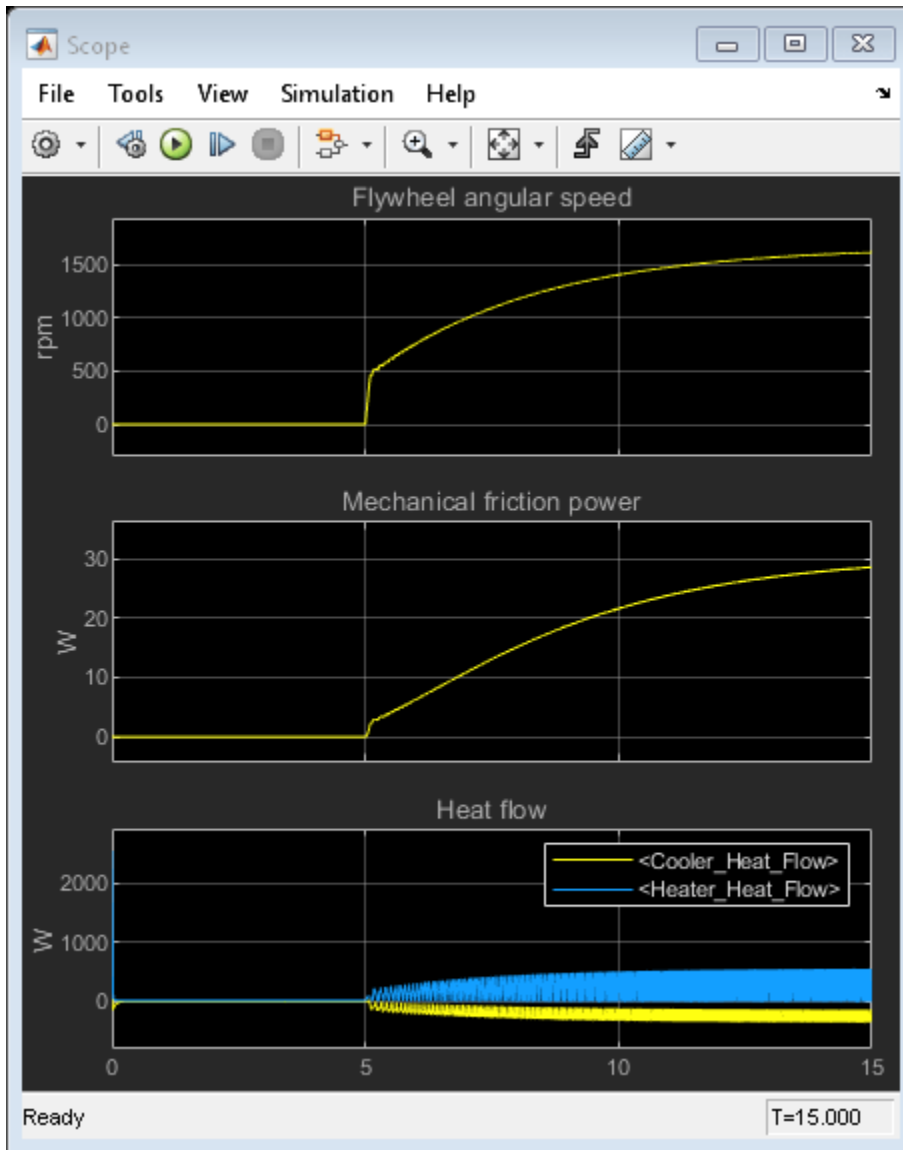 Scope
File Tools View Simulation Help
Flywheel angular speed
1500
1000
500
0
rpm
Mechanical friction power
30
20
10
0
W
Heat flow
<Cooler_Heat_Flow>
<Heater_Heat_Flow>
2000
1000
0
W
0 5 10 15
Ready T=15.000